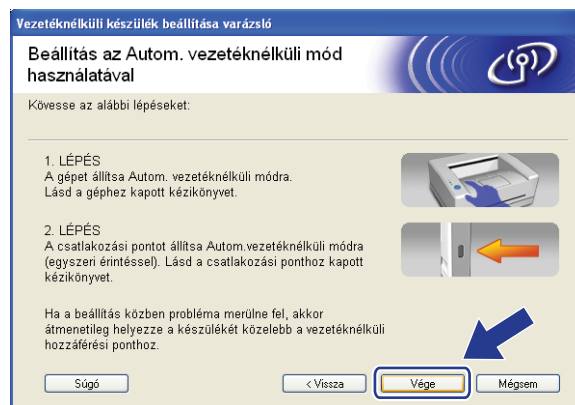 Vezetéknélküli készülék beállítása varázsló
Beállítás az Autom. vezetéknélküli mód
használatával
Kövesse az alábbi lépéseket:
1. LÉPÉS
A gépet állítsa Autom. vezetéknélküli módra.
Lásd a géphez kapott kézikönyvet.
2. LÉPÉS
A csatlakozási pontot állítsa Autom.vezetéknélküli módra
(egyszeri érintéssel). Lásd a csatlakozási ponthoz kapott
kézikönyvet.
Ha a beállítás közben probléma merülne fel, akkor
átmenetileg helyezze a készülékét közelebb a vezetéknélküli
hozzáférési ponthoz.
Súgó
< Vissza
Vége
Mégsem